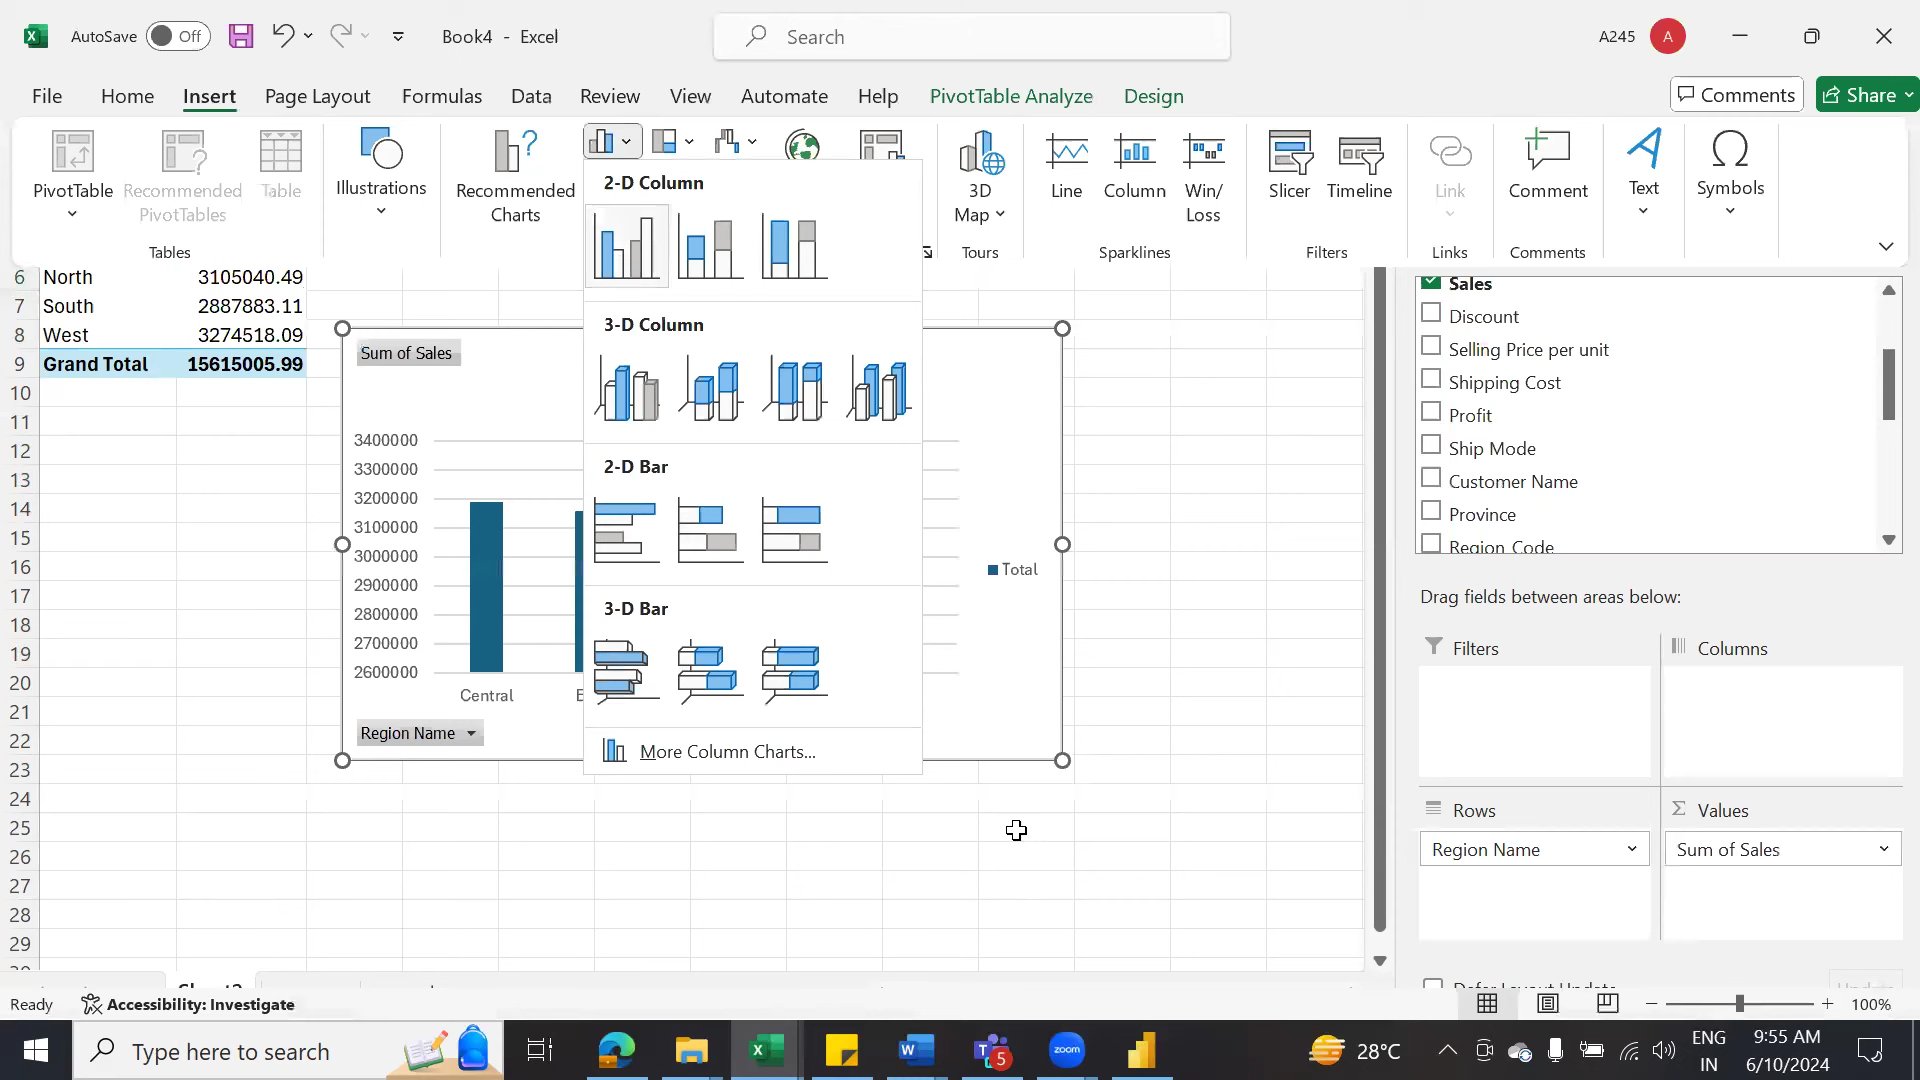 AutoSave Off Book4 - Excel Search A245 A
File Home Insert Page Layout Formulas Data Review View Automate Help PivotTable Analyze Design Comments Share
PivotTable
Recommended
PivotTables
Table
Tables
Illustrations
Recommended
Charts
3D
Map
Tours
Line
Column
Win/
Loss
Sparklines
Slicer
Timeline
Filters
Link
Links
Comment
Comments
Text
Symbols
2-D Column
3-D Column
2-D Bar
3-D Bar
More Column Charts...
6 North 3105040.49
7 South 2887883.11
8 West 3274518.09
9 Grand Total 15615005.99
10
11
12
13
14
15
16
17
18
19
20
21
22
23
24
25
26
27
28
29
Sum of Sales
3400000
3300000
3200000
3100000
3000000
2900000
2800000
2700000
2600000
Central
Total
Region Name
Sales
Discount
Selling Price per unit
Shipping Cost
Profit
Ship Mode
Customer Name
Province
Region Code
Drag fields between areas below:
Filters
Columns
Rows
Σ Values
Region Name
Sum of Sales
Ready
Accessibility: Investigate
100%
Type here to search
5
zoom
28°C
ENG
IN
9:55 AM
6/10/2024